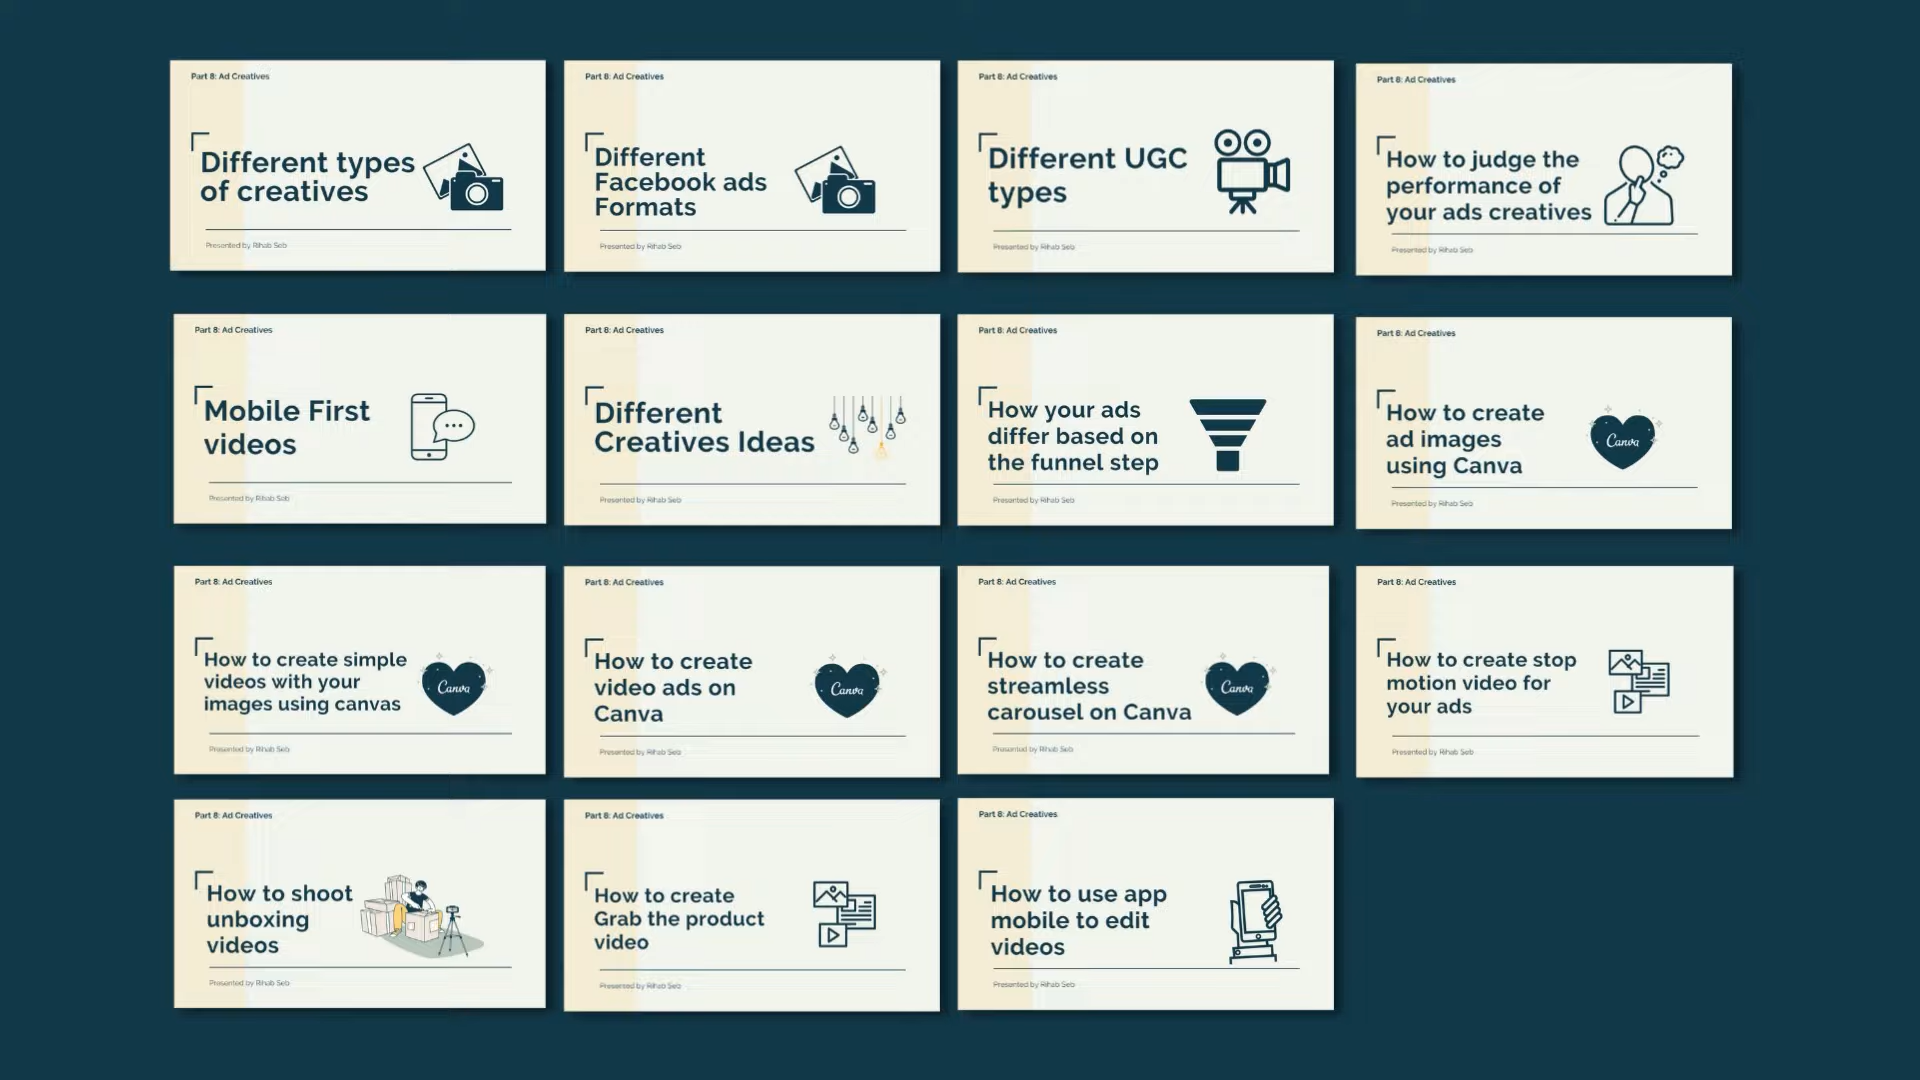 Part 8: Ad Creatives
Different types
of creatives
Presented by Rihab Seb
Part 8: Ad Creatives
Different
Facebook ads
Formats
Presented by Rihab Seb
Part 8: Ad Creatives
Different UGC
types
Presented by Rihab Seb
Part 8: Ad Creatives
How to judge the
performance of
your ads creatives
Presented by Rihab Seb
Part 8: Ad Creatives
Mobile First
videos
Presented by Rihab Seb
Part 8: Ad Creatives
Different
Creatives Ideas
Presented by Rihab Seb
Part 8: Ad Creatives
How your ads
differ based on
the funnel step
Presented by Rihab Seb
Part 8: Ad Creatives
How to create
ad images
using Canva
Canva
Presented by Rihab Seb
Part 8: Ad Creatives
How to create simple
videos with your
images using canvas
Canva
Presented by Rihab Seb
Part 8: Ad Creatives
How to create
video ads on
Canva
Canva
Presented by Rihab Seb
Part 8: Ad Creatives
How to create
streamless
carousel on Canva
Canva
Presented by Rihab Seb
Part 8: Ad Creatives
How to create stop
motion video for
your ads
Presented by Rihab Seb
Part 8: Ad Creatives
How to shoot
unboxing
videos
Presented by Rihab Seb
Part 8: Ad Creatives
How to create
Grab the product
video
Presented by Rihab Seb
Part 8: Ad Creatives
How to use app
mobile to edit
videos
Presented by Rihab Seb